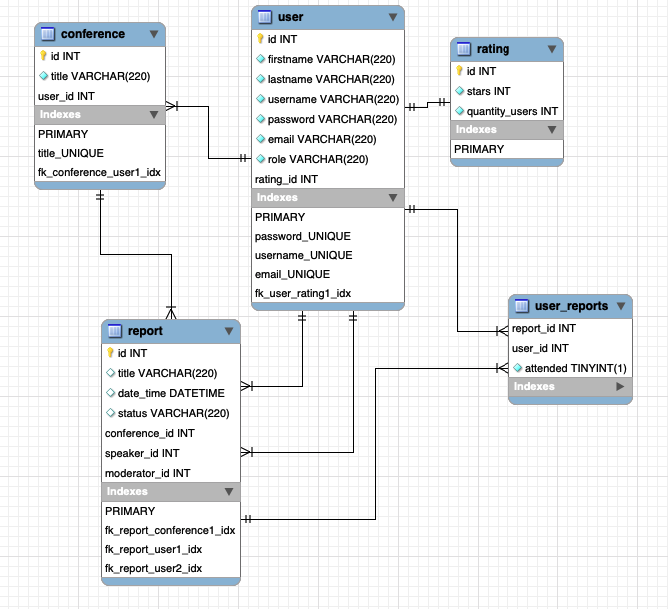 conference
id INT
title VARCHAR(220)
user_id INT
Indexes
PRIMARY
title_UNIQUE
fk_conference_user1_idx
user
id INT
firstname VARCHAR(220)
lastname VARCHAR(220)
username VARCHAR(220)
password VARCHAR(220)
email VARCHAR(220)
role VARCHAR(220)
rating_id INT
Indexes
PRIMARY
password_UNIQUE
username_UNIQUE
email_UNIQUE
fk_user_rating1_idx
rating
id INT
stars INT
quantity_users INT
Indexes
PRIMARY
report
id INT
title VARCHAR(220)
date_time DATETIME
status VARCHAR(220)
conference_id INT
speaker_id INT
moderator_id INT
Indexes
PRIMARY
fk_report_conference1_idx
fk_report_user1_idx
fk_report_user2_idx
user_reports
report_id INT
user_id INT
attended TINYINT(1)
Indexes